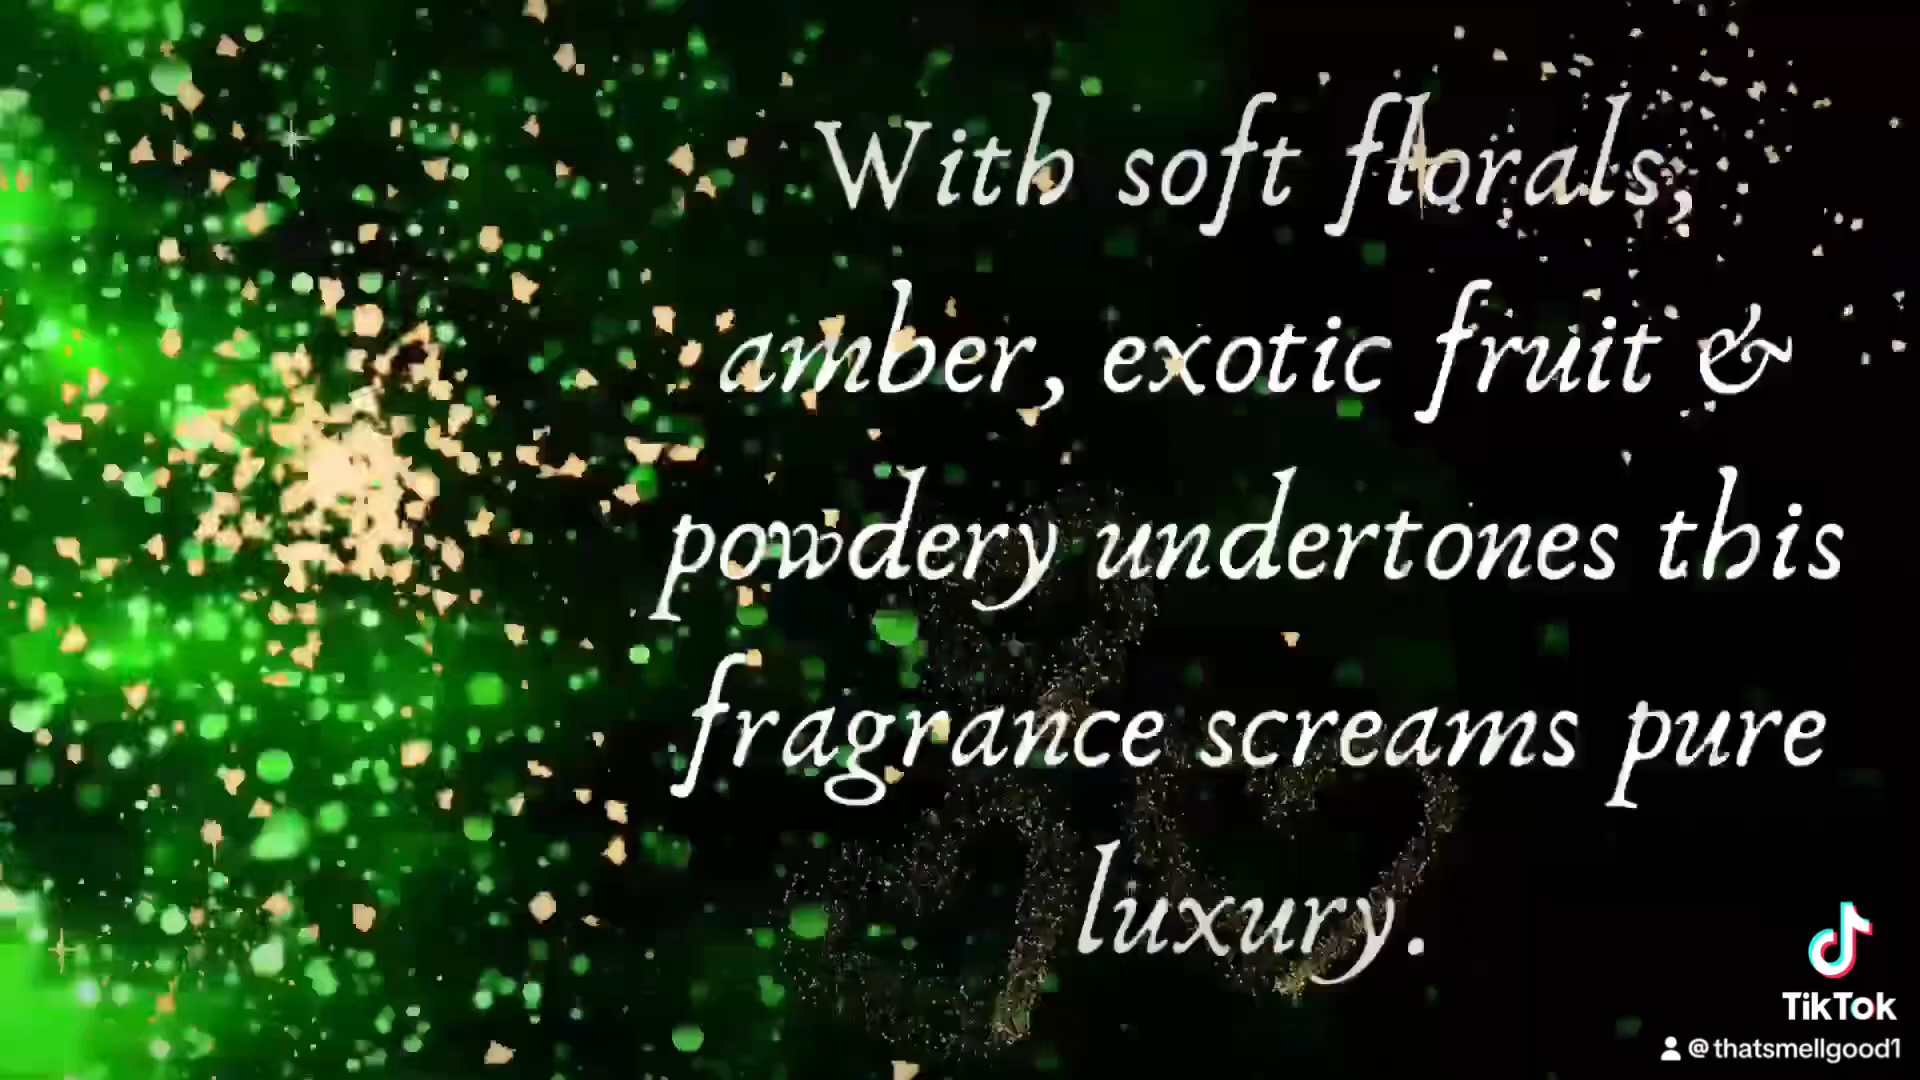 With soft florals,
amber, exotic fruit &
powdery undertones this
fragrance screams pure
luxury.
TikTok
@thatsmellgood1